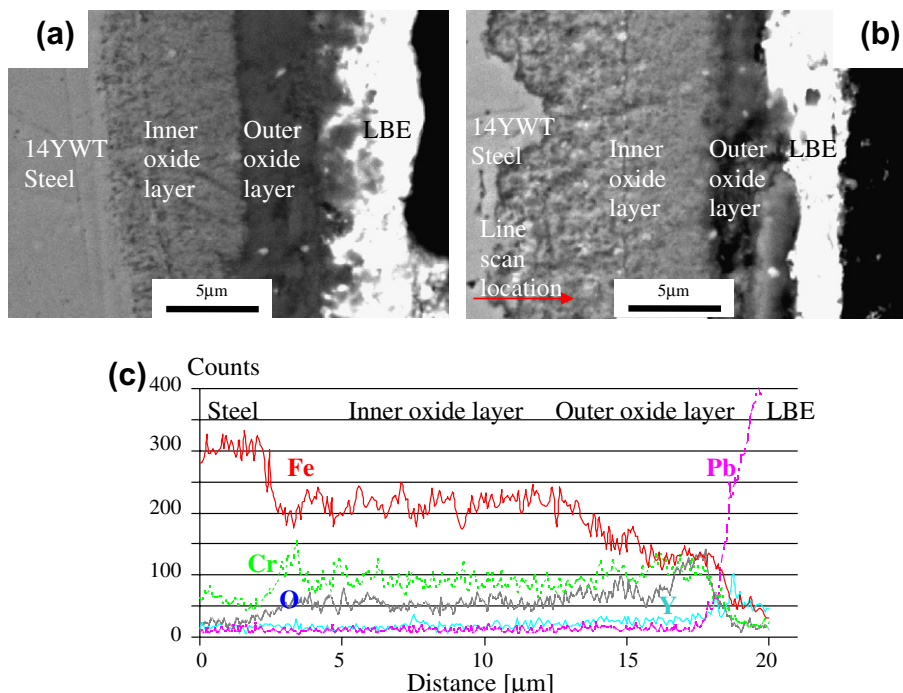 (a)
14YWT
Steel
Inner
oxide
layer
Outer
oxide
layer
LBE
5μm
(b)
14YWT
Steel
Inner
oxide
layer
Outer
oxide
layer
LBE
Line
scan
location
5μm
(c)
Counts
400
300
200
100
0
Steel
Inner oxide layer
Outer oxide layer
LBE
Fe
Pb
Cr
O
Y
0
5
10
15
20
Distance [μm]